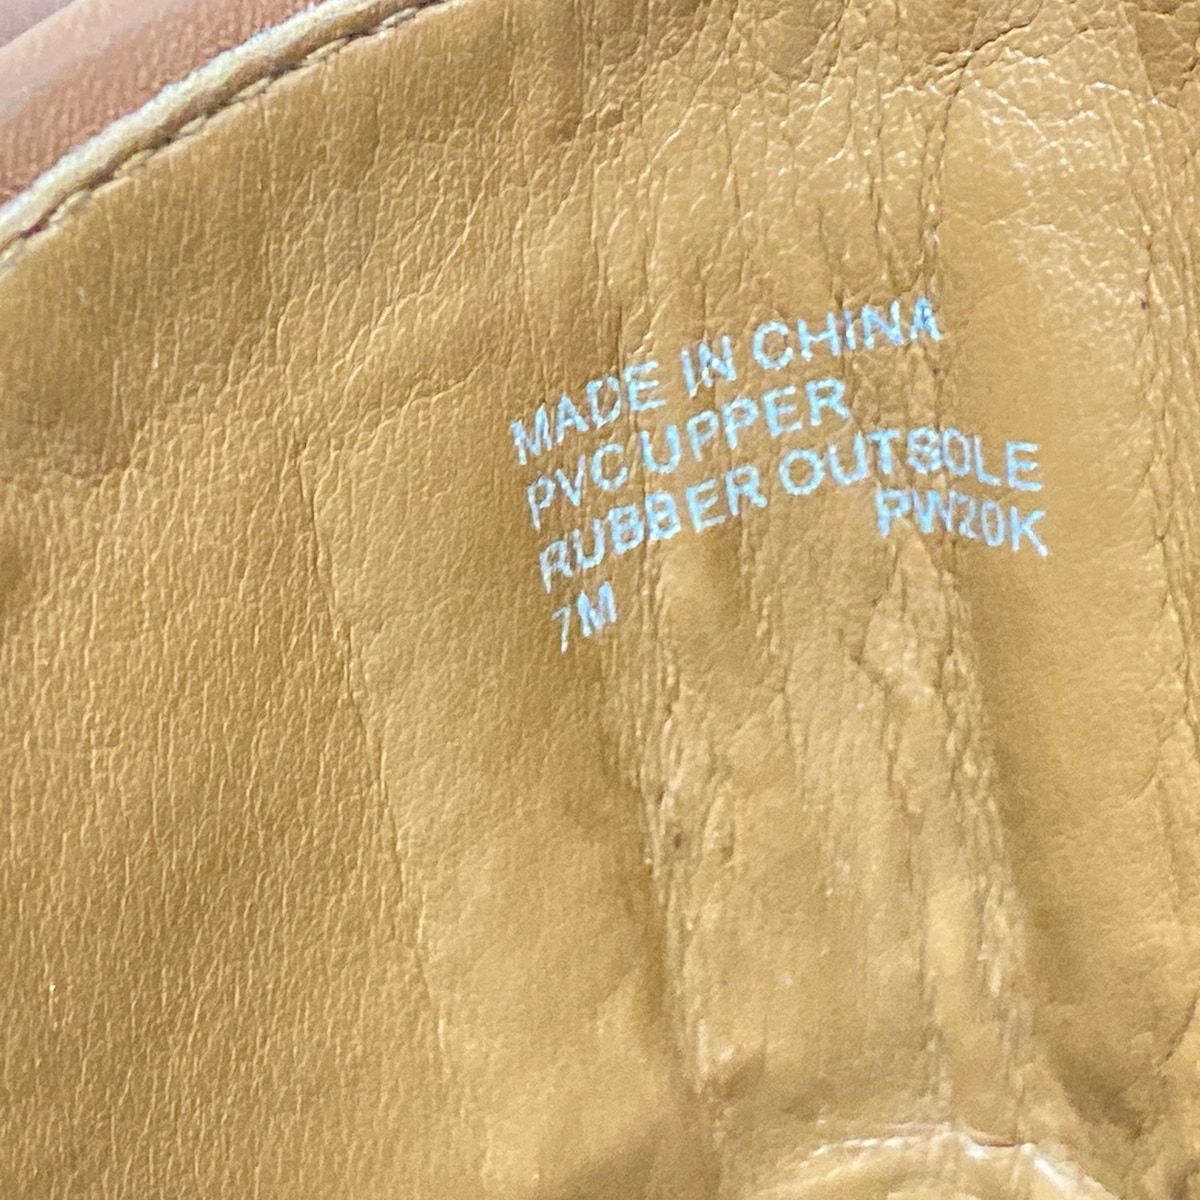 MADE IN CHINA
PVC UPPER
RUBBER OUTSOLE
PW20K
7M